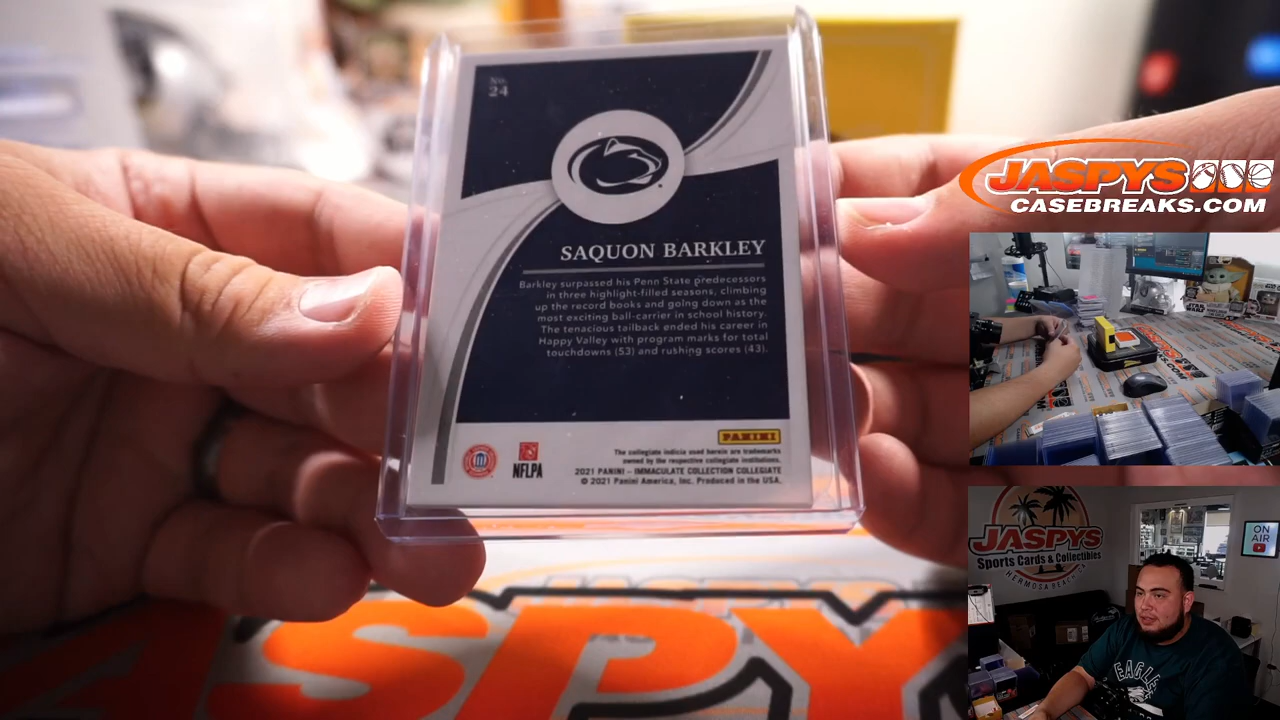 No.
24
SAQUON BARKLEY
Barkley surpassed his Penn State predecessors
in three highlight-filled seasons, climbing
up the record books and going down as the
most exciting ball-carrier in school history.
The tenacious tailback ended his career in
Happy Valley with program marks for total
touchdowns (53) and rushing scores (43).
PANINI
The collegiate indicia used herein are trademarks
owned by the respective collegiate institutions.
2021 PANINI – IMMACULATE COLLECTION COLLEGIATE
© 2021 Panini America, Inc. Produced in the USA.
NFLPA
JASPYS
CASEBREAKS.COM
JASPYS
Sports Cards & Collectibles
HERMOSA BEACH
ON
AIR
EAGLES
ASPY